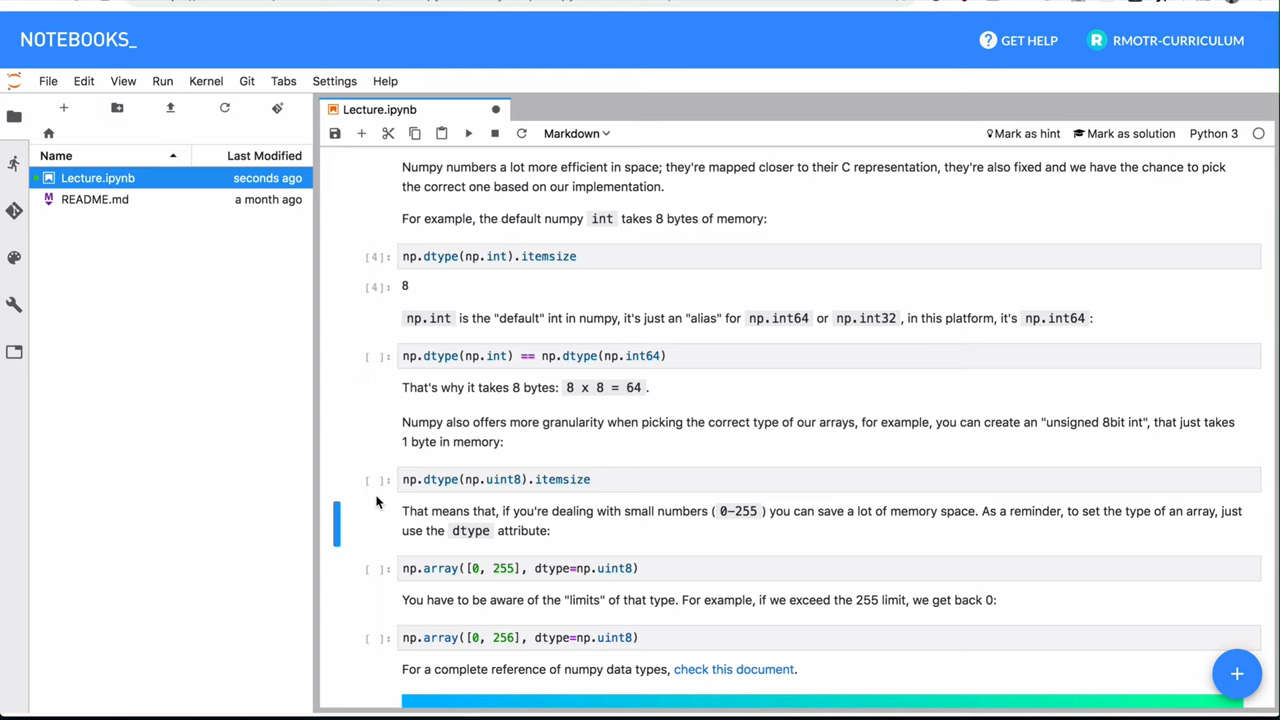 NOTEBOOKS_
GET HELP
R RMOTR-CURRICULUM
File Edit View Run Kernel Git Tabs Settings Help
Lecture.ipynb
Markdown
Mark as hint
Mark as solution
Python 3
Name Last Modified
Lecture.ipynb seconds ago
README.md a month ago
Numpy numbers a lot more efficient in space; they're mapped closer to their C representation, they're also fixed and we have the chance to pick
the correct one based on our implementation.
For example, the default numpy int takes 8 bytes of memory:
[4]: np.dtype(np.int).itemsize
[4]: 8
np.int is the "default" int in numpy, it's just an "alias" for np.int64 or np.int32, in this platform, it's np.int64:
[ ]: np.dtype(np.int) == np.dtype(np.int64)
That's why it takes 8 bytes: 8 x 8 = 64.
Numpy also offers more granularity when picking the correct type of our arrays, for example, you can create an "unsigned 8bit int", that just takes
1 byte in memory:
[ ]: np.dtype(np.uint8).itemsize
That means that, if you're dealing with small numbers (0-255) you can save a lot of memory space. As a reminder, to set the type of an array, just
use the dtype attribute:
[ ]: np.array([0, 255], dtype=np.uint8)
You have to be aware of the "limits" of that type. For example, if we exceed the 255 limit, we get back 0:
[ ]: np.array([0, 256], dtype=np.uint8)
For a complete reference of numpy data types, check this document.